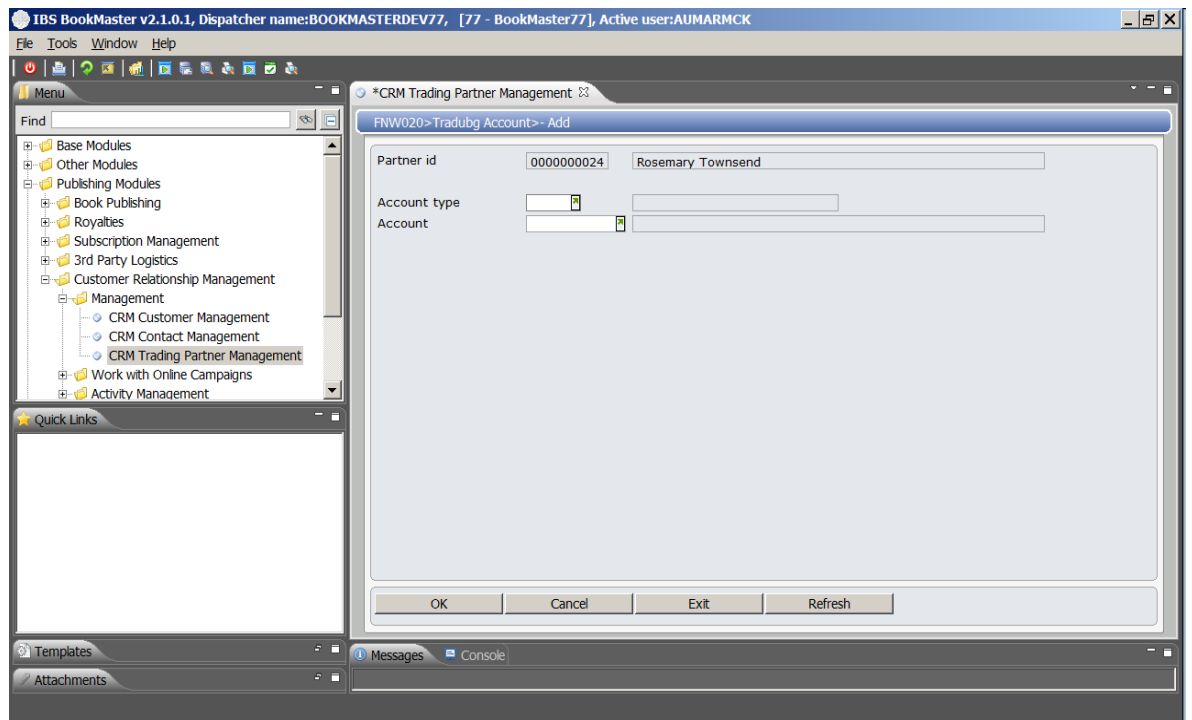 IBS BookMaster v2.1.0.1, Dispatcher name:BOOKMASTERDEV77, [77 - BookMaster77], Active user:AUMARMCK
File Tools Window Help
Menu
Find
Base Modules
Other Modules
Publishing Modules
Book Publishing
Royalties
Subscription Management
3rd Party Logistics
Customer Relationship Management
Management
CRM Customer Management
CRM Contact Management
CRM Trading Partner Management
Work with Online Campaigns
Activity Management
Quick Links
Templates
Attachments
*CRM Trading Partner Management
FNW020>Tradubg Account>- Add
Partner id 0000000024 Rosemary Townsend
Account type
Account
OK Cancel Exit Refresh
Messages Console